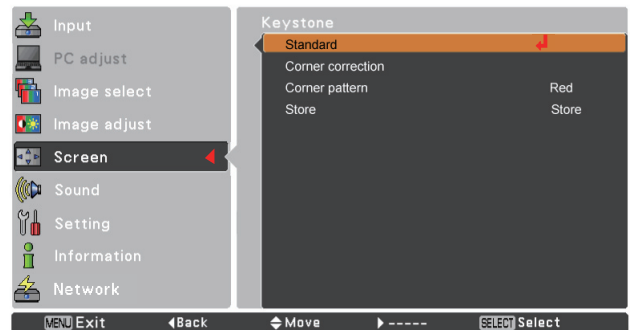 Input
PC adjust
Image select
Image adjust
Screen
Sound
Setting
Information
Network
Keystone
Standard
Corner correction
Corner pattern Red
Store Store
MENU Exit Back Move ----- SELECT Select